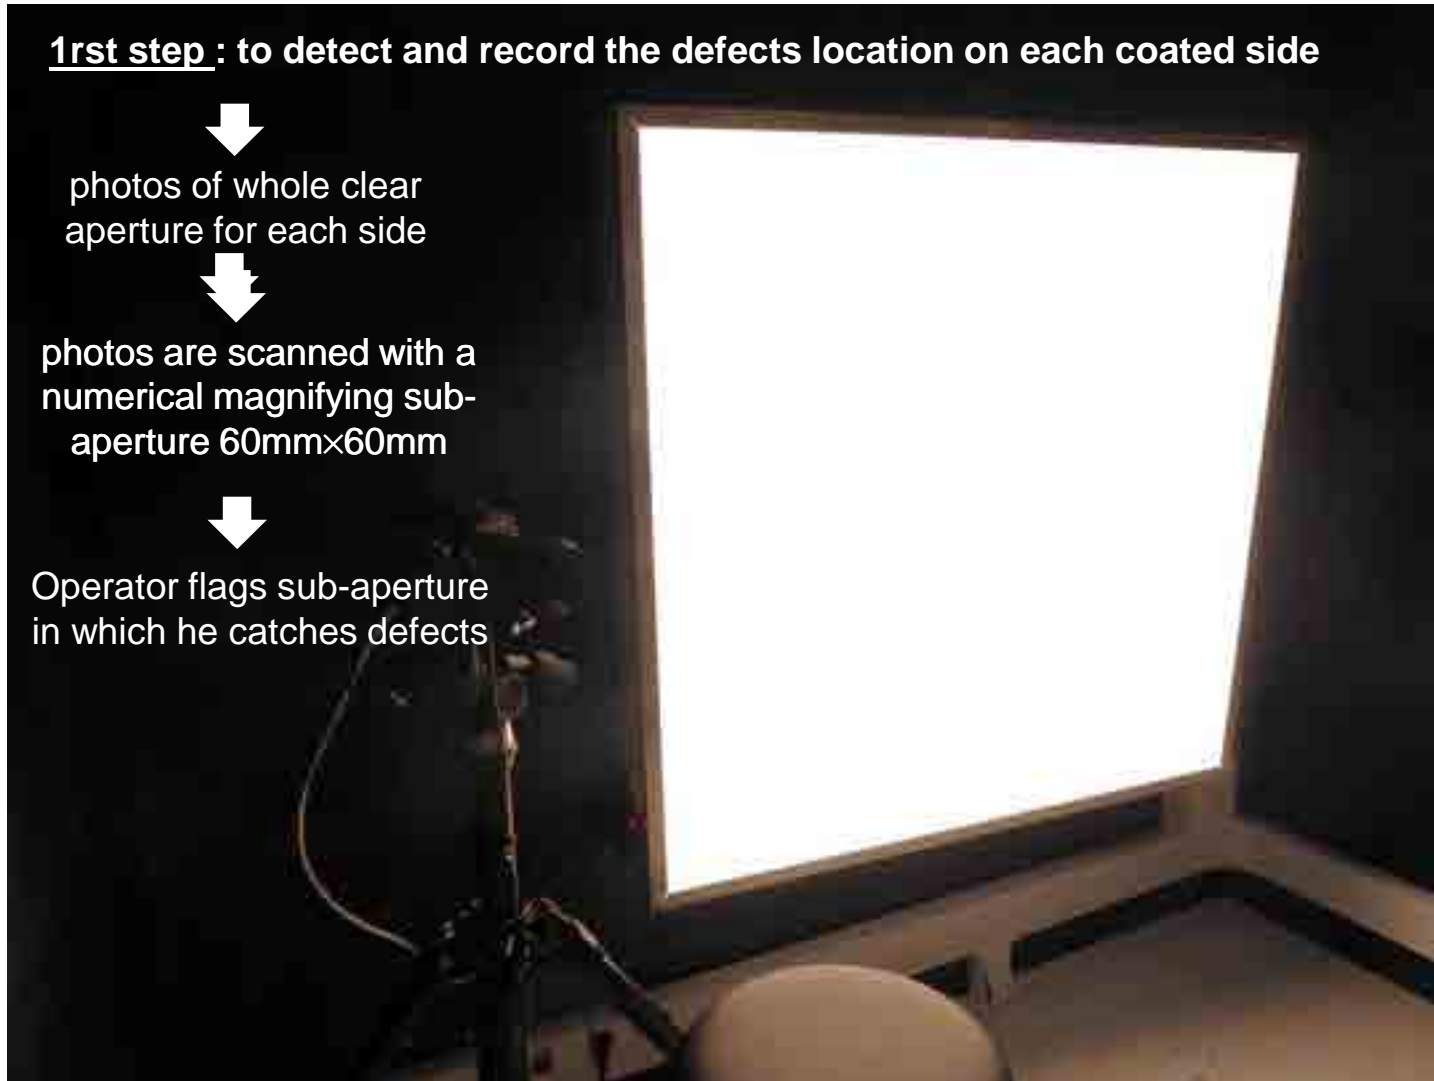 1rst step : to detect and record the defects location on each coated side
photos of whole clear
aperture for each side
photos are scanned with a
numerical magnifying sub-
aperture 60mm×60mm
Operator flags sub-aperture
in which he catches defects